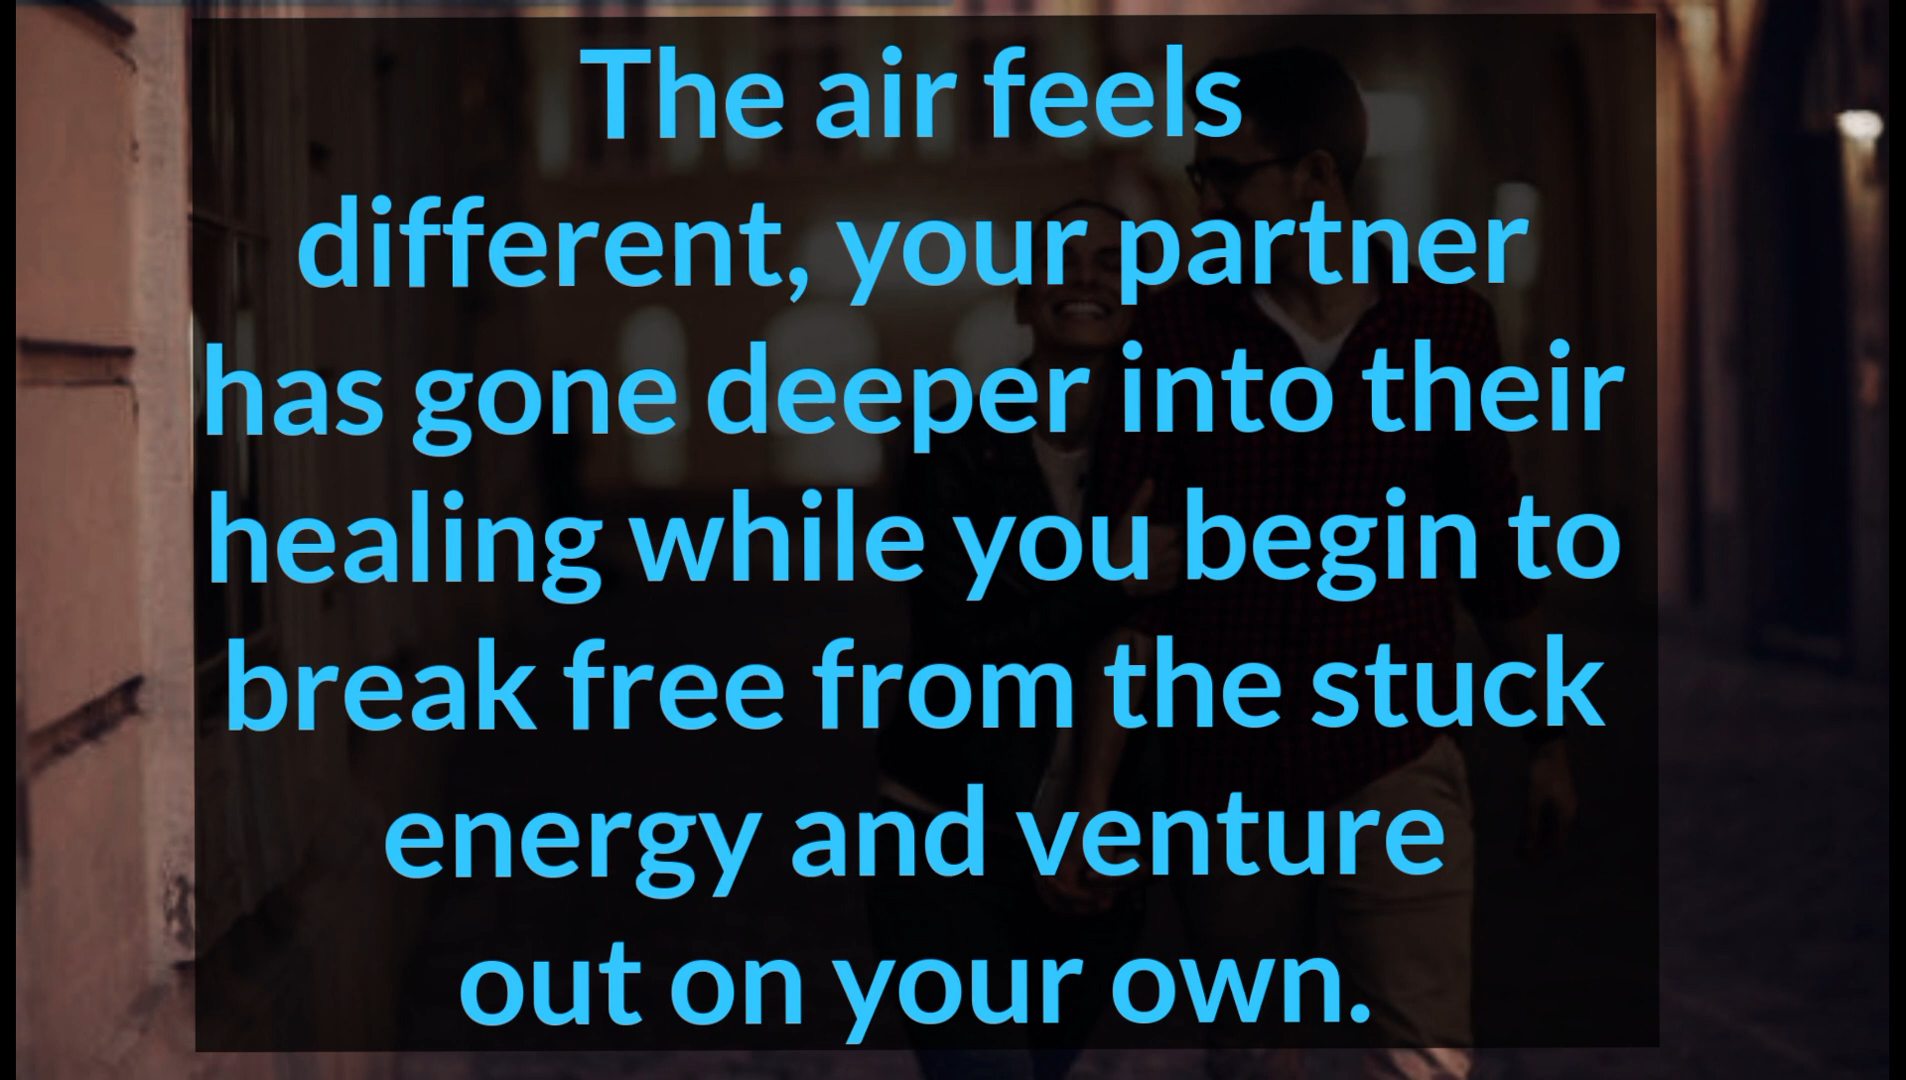 The air feels
different, your partner
has gone deeper into their
healing while you begin to
break free from the stuck
energy and venture
out on your own.